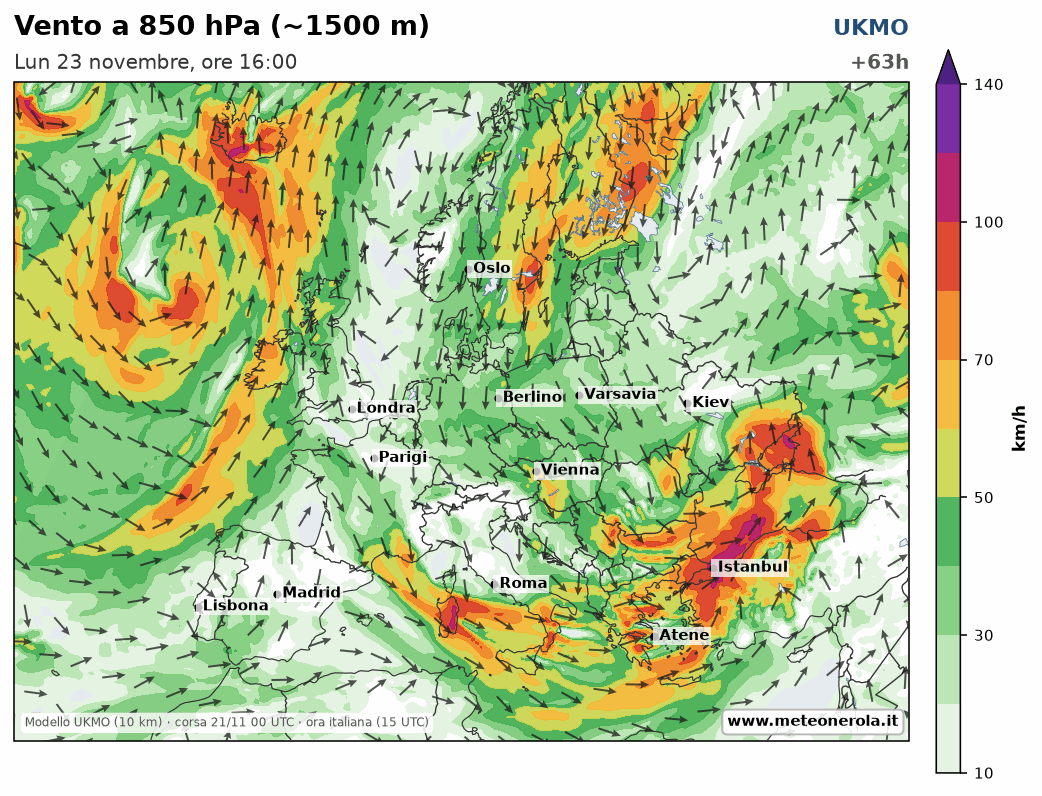 Vento a 850 hPa (~1500 m)
UKMO
Lun 23 novembre, ore 16:00
+63h
140
100
70
50
30
10
km/h
Oslo
Londra
Berlino
Varsavia
Kiev
Parigi
Vienna
Istanbul
Roma
Madrid
Lisbona
Atene
Modello UKMO (10 km) · corsa 21/11 00 UTC · ora italiana (15 UTC)
www.meteonerola.it